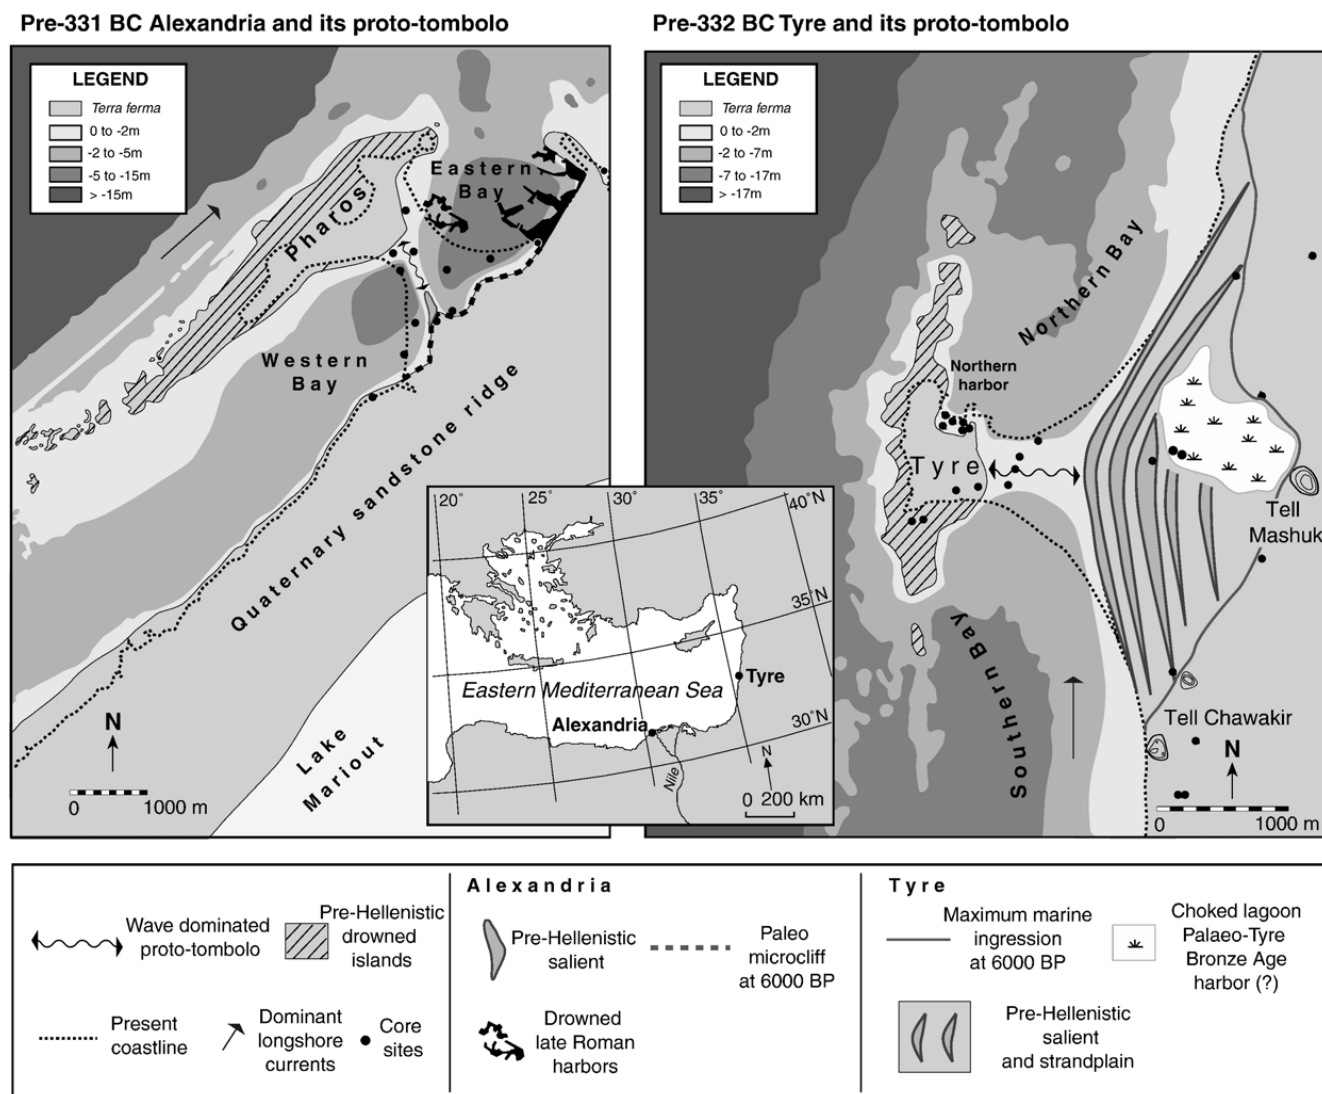 Pre-331 BC Alexandria and its proto-tombolo
LEGEND
Terra ferma
0 to -2m
-2 to -5m
-5 to -15m
> -15m
Pharos
Eastern
Bay
Western
Bay
Quaternary sandstone ridge
Lake
Mariout
N
0 1000 m
Pre-332 BC Tyre and its proto-tombolo
LEGEND
Terra ferma
0 to -2m
-2 to -7m
-7 to -17m
> -17m
Northern Bay
Northern
harbor
Tyre
Tell
Mashuk
Southern Bay
Tell Chawakir
N
0 1000 m
20° 25° 30° 35° 40°N
35°N
Tyre
Eastern Mediterranean Sea
Alexandria
30°N
Nile
N
0 200 km
Wave dominated
proto-tombolo
Pre-Hellenistic
drowned
islands
Present
coastline
Dominant
longshore
currents
Core
sites
Alexandria
Pre-Hellenistic
salient
Paleo
microcliff
at 6000 BP
Drowned
late Roman
harbors
Tyre
Maximum marine
ingression
at 6000 BP
Choked lagoon
Palaeo-Tyre
Bronze Age
harbor (?)
Pre-Hellenistic
salient
and strandplain